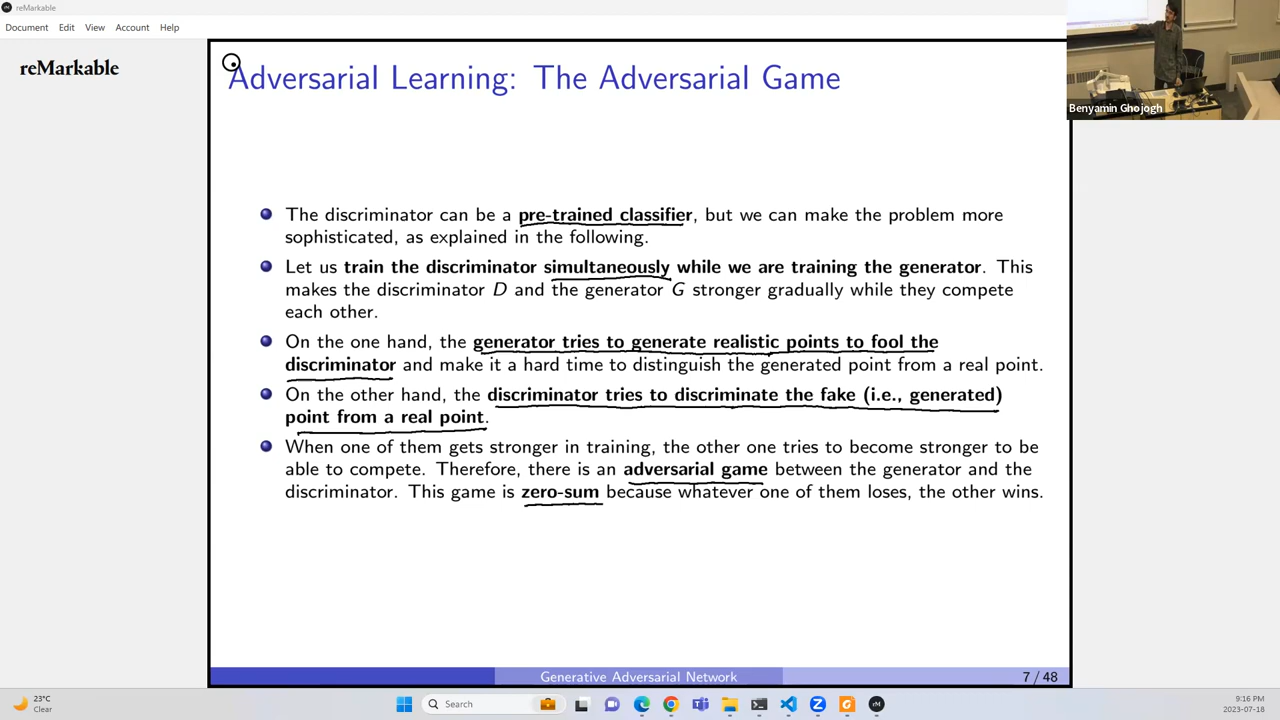 reMarkable
Document Edit View Account Help
reMarkable
Benyamin Ghojogh
Adversarial Learning: The Adversarial Game
The discriminator can be a pre-trained classifier, but we can make the problem more
sophisticated, as explained in the following.
Let us train the discriminator simultaneously while we are training the generator. This
makes the discriminator D and the generator G stronger gradually while they compete
each other.
On the one hand, the generator tries to generate realistic points to fool the
discriminator and make it a hard time to distinguish the generated point from a real point.
On the other hand, the discriminator tries to discriminate the fake (i.e., generated)
point from a real point.
When one of them gets stronger in training, the other one tries to become stronger to be
able to compete. Therefore, there is an adversarial game between the generator and the
discriminator. This game is zero-sum because whatever one of them loses, the other wins.
Generative Adversarial Network
7 / 48
23°C
Clear
Search
9:16 PM
2023-07-18